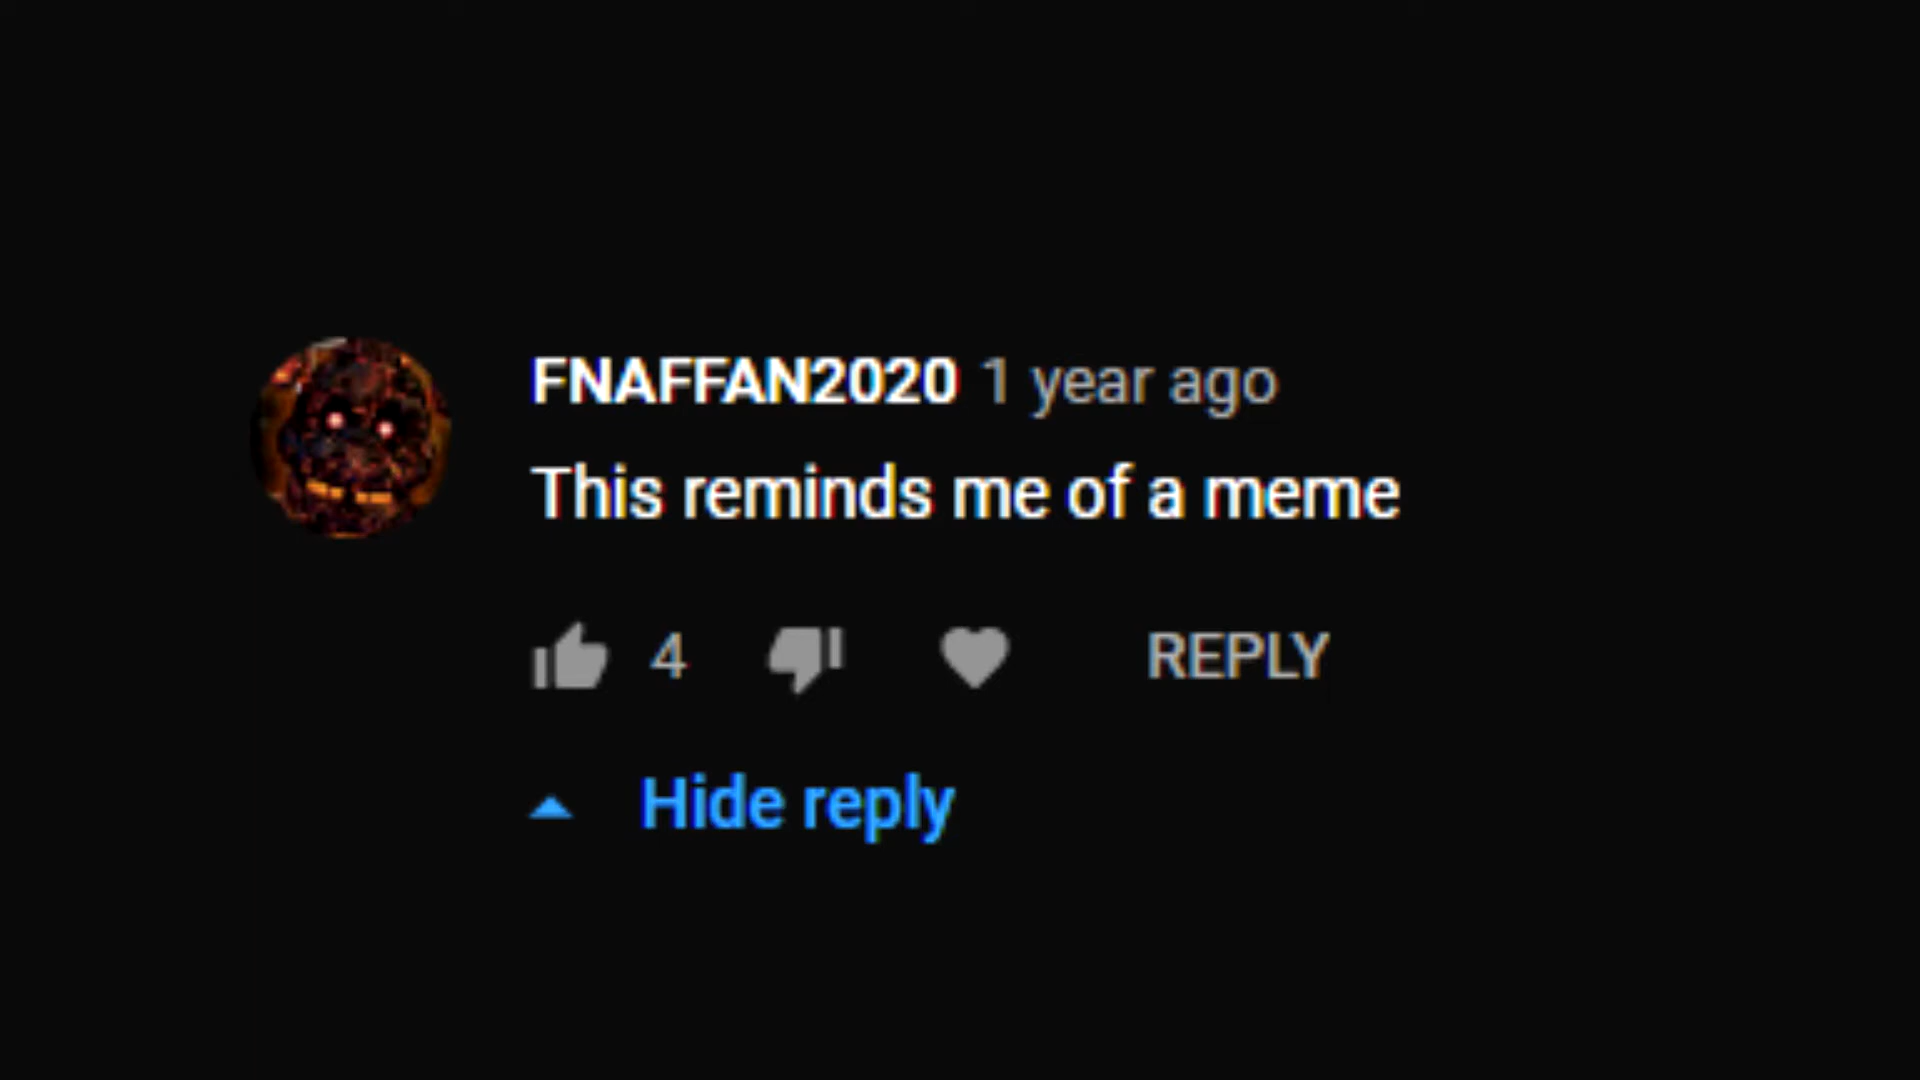 FNAFFAN2020 1 year ago
This reminds me of a meme
4 REPLY
Hide reply